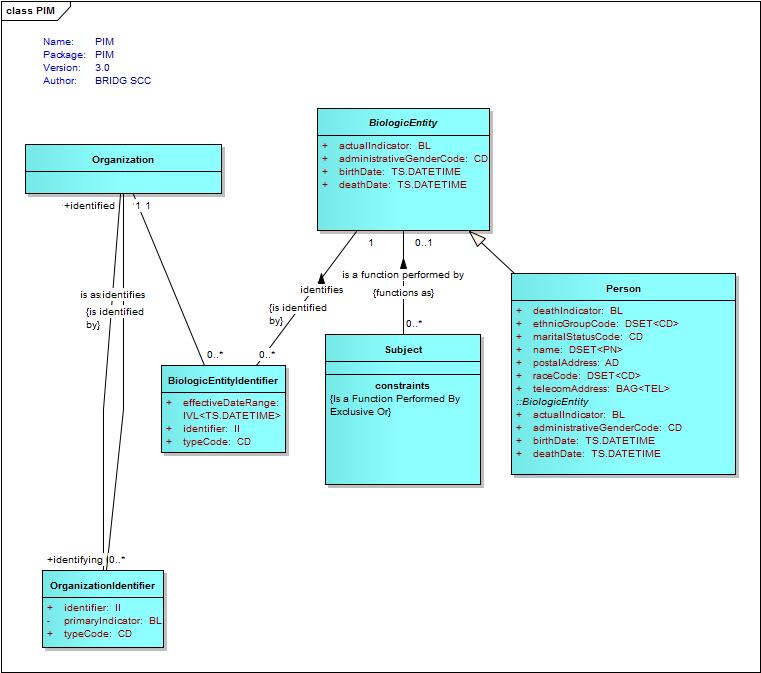 class PIM
Name: PIM
Package: PIM
Version: 3.0
Author: BRIDG SCC
BiologicEntity
+ actualIndicator: BL
+ administrativeGenderCode: CD
+ birthDate: TS.DATETIME
+ deathDate: TS.DATETIME
Organization
+identified 1 1
1 0..1
is a function performed by
{functions as}
identifies
{is identified
by}
is as identifies
{is identified
by}
0..* 0..* 0..*
Person
+ deathIndicator: BL
+ ethnicGroupCode: DSET<CD>
+ maritalStatusCode: CD
+ name: DSET<PN>
+ postalAddress: AD
+ raceCode: DSET<CD>
+ telecomAddress: BAG<TEL>
::BiologicEntity
+ actualIndicator: BL
+ administrativeGenderCode: CD
+ birthDate: TS.DATETIME
+ deathDate: TS.DATETIME
BiologicEntityIdentifier
+ effectiveDateRange:
IVL<TS.DATETIME>
+ identifier: II
+ typeCode: CD
Subject
constraints
{Is a Function Performed By
Exclusive Or}
+identifying 0..*
OrganizationIdentifier
+ identifier: II
- primaryIndicator: BL
+ typeCode: CD